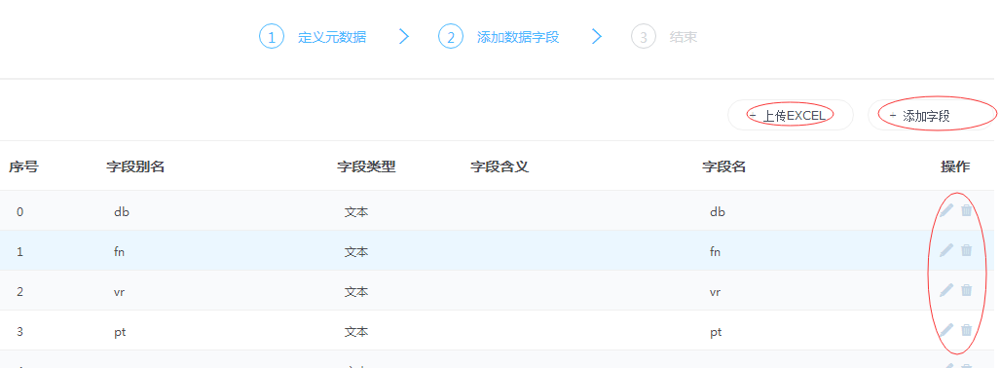 1 定义元数据 2 添加数据字段 3 结束
+ 上传EXCEL + 添加字段
序号 字段别名 字段类型 字段含义 字段名 操作
0 db 文本 db
1 fn 文本 fn
2 vr 文本 vr
3 pt 文本 pt